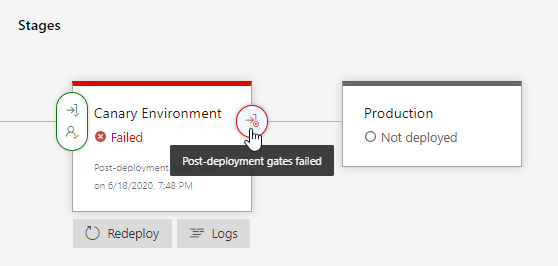 Stages
Canary Environment
Failed
Post-deployment
on 6/18/2020, 7:48 PM
Post-deployment gates failed
Redeploy
Logs
Production
Not deployed